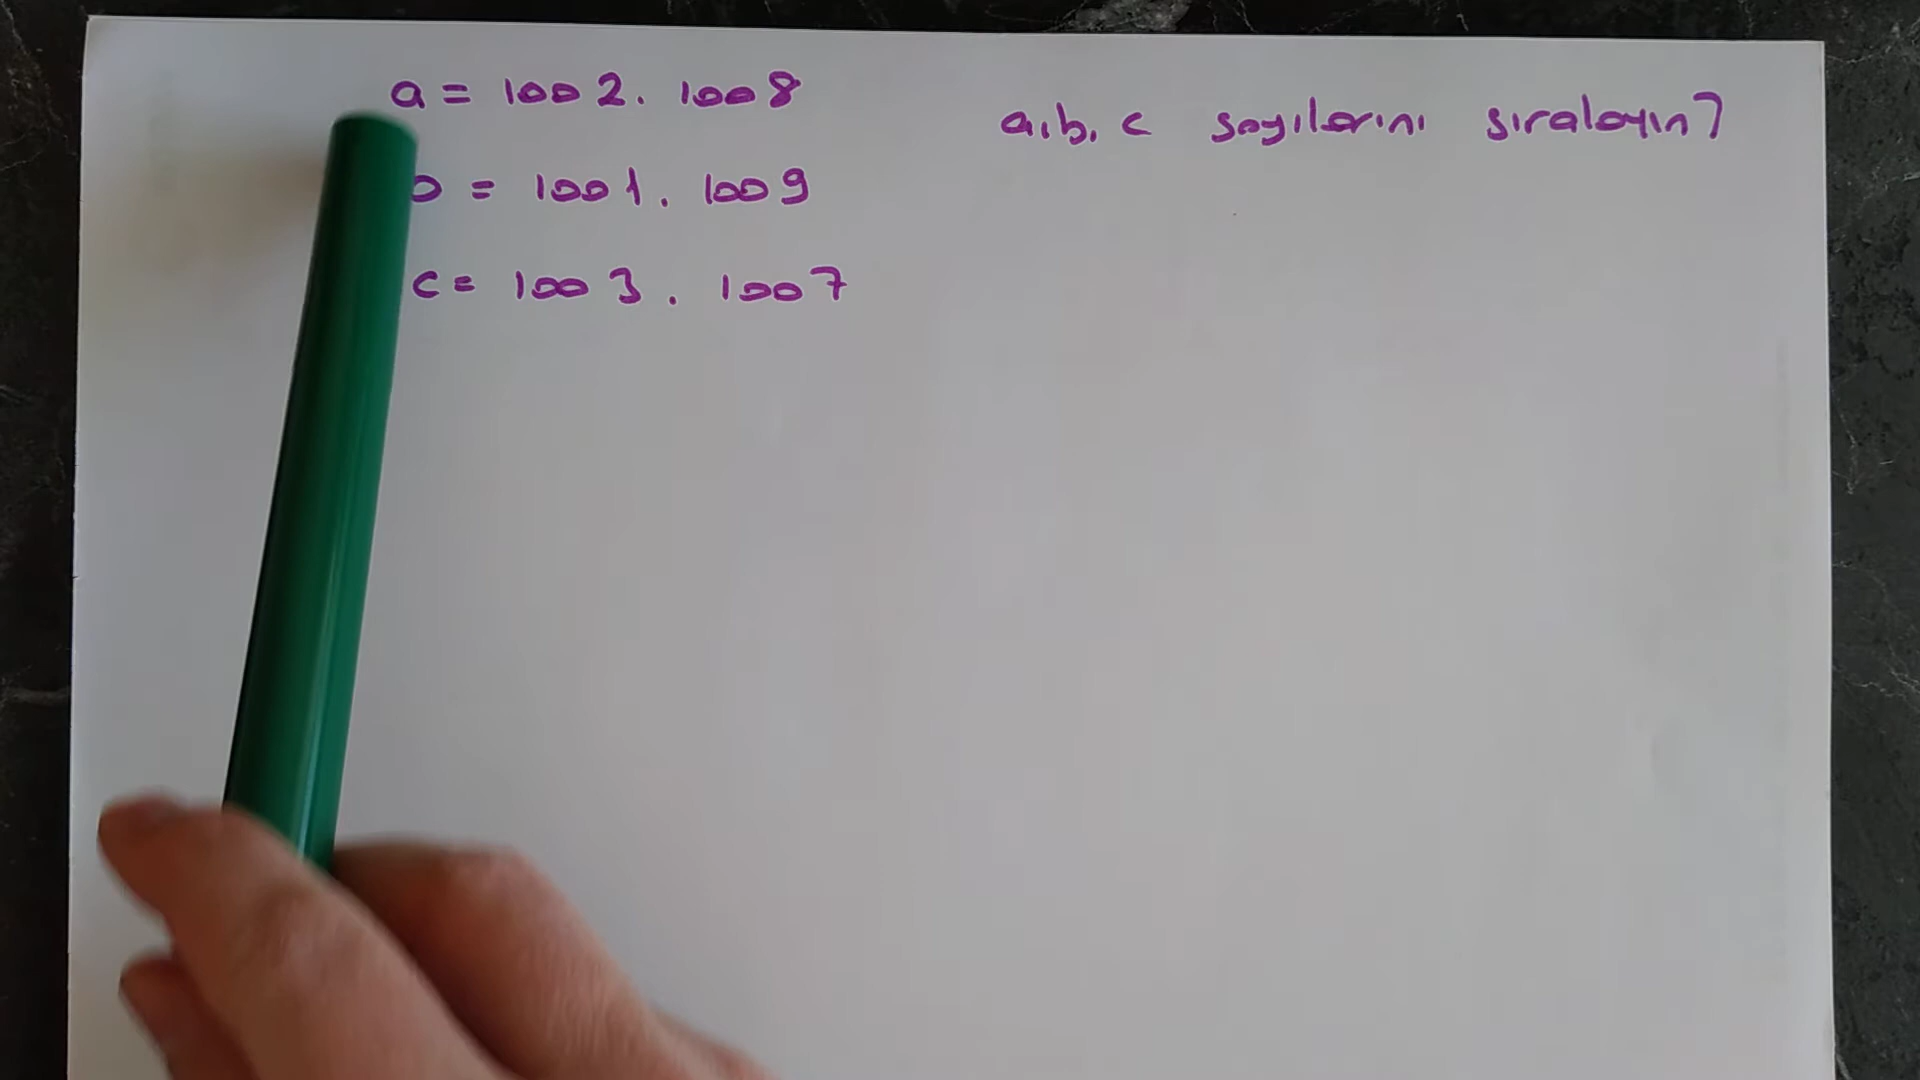 a = 1002. 1008
a, b, c sayılarını sıralayın?
= 1001. 1009
c = 1003. 1007